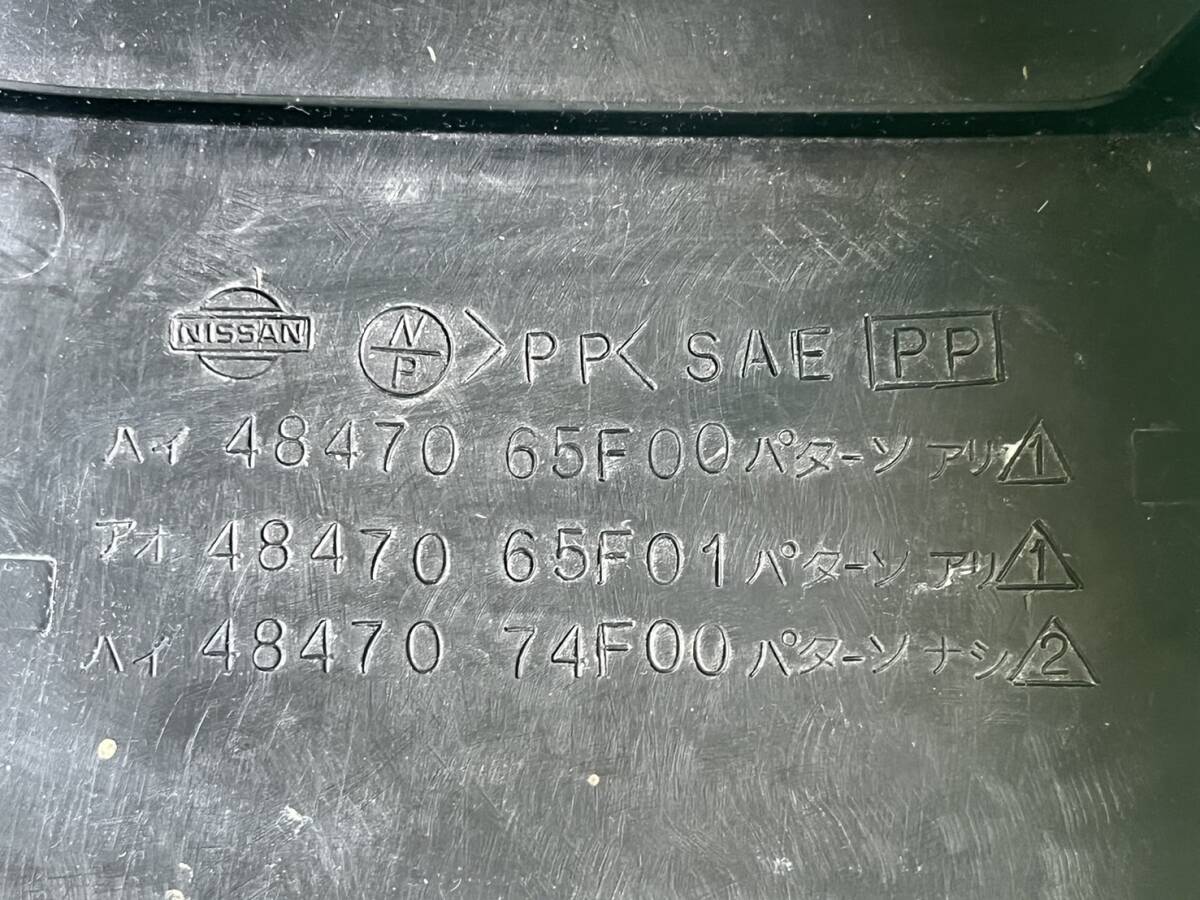 NISSAN N/P >PP< SAE PP
ハイ 48470 65F00 パターン アリ 1
アオ 48470 65F01 パターン アリ 1
ハイ 48470 74F00 パターン ナシ 2